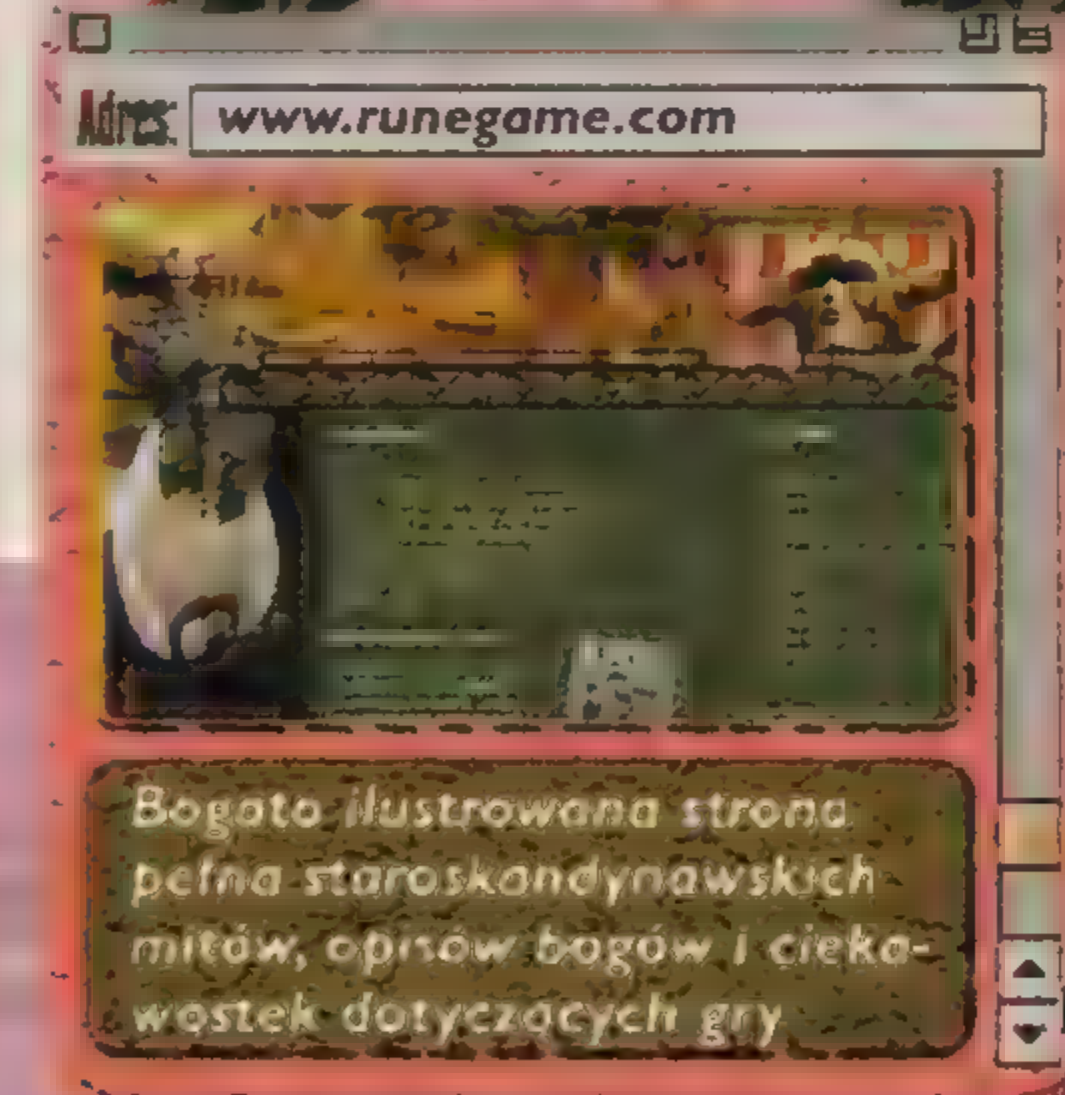 Adres:
www.runegame.com
Bogato ilustrowana strona
pełna staroskandynawskich
mitów, opisów bogów i cieka-
wostek dotyczących gry